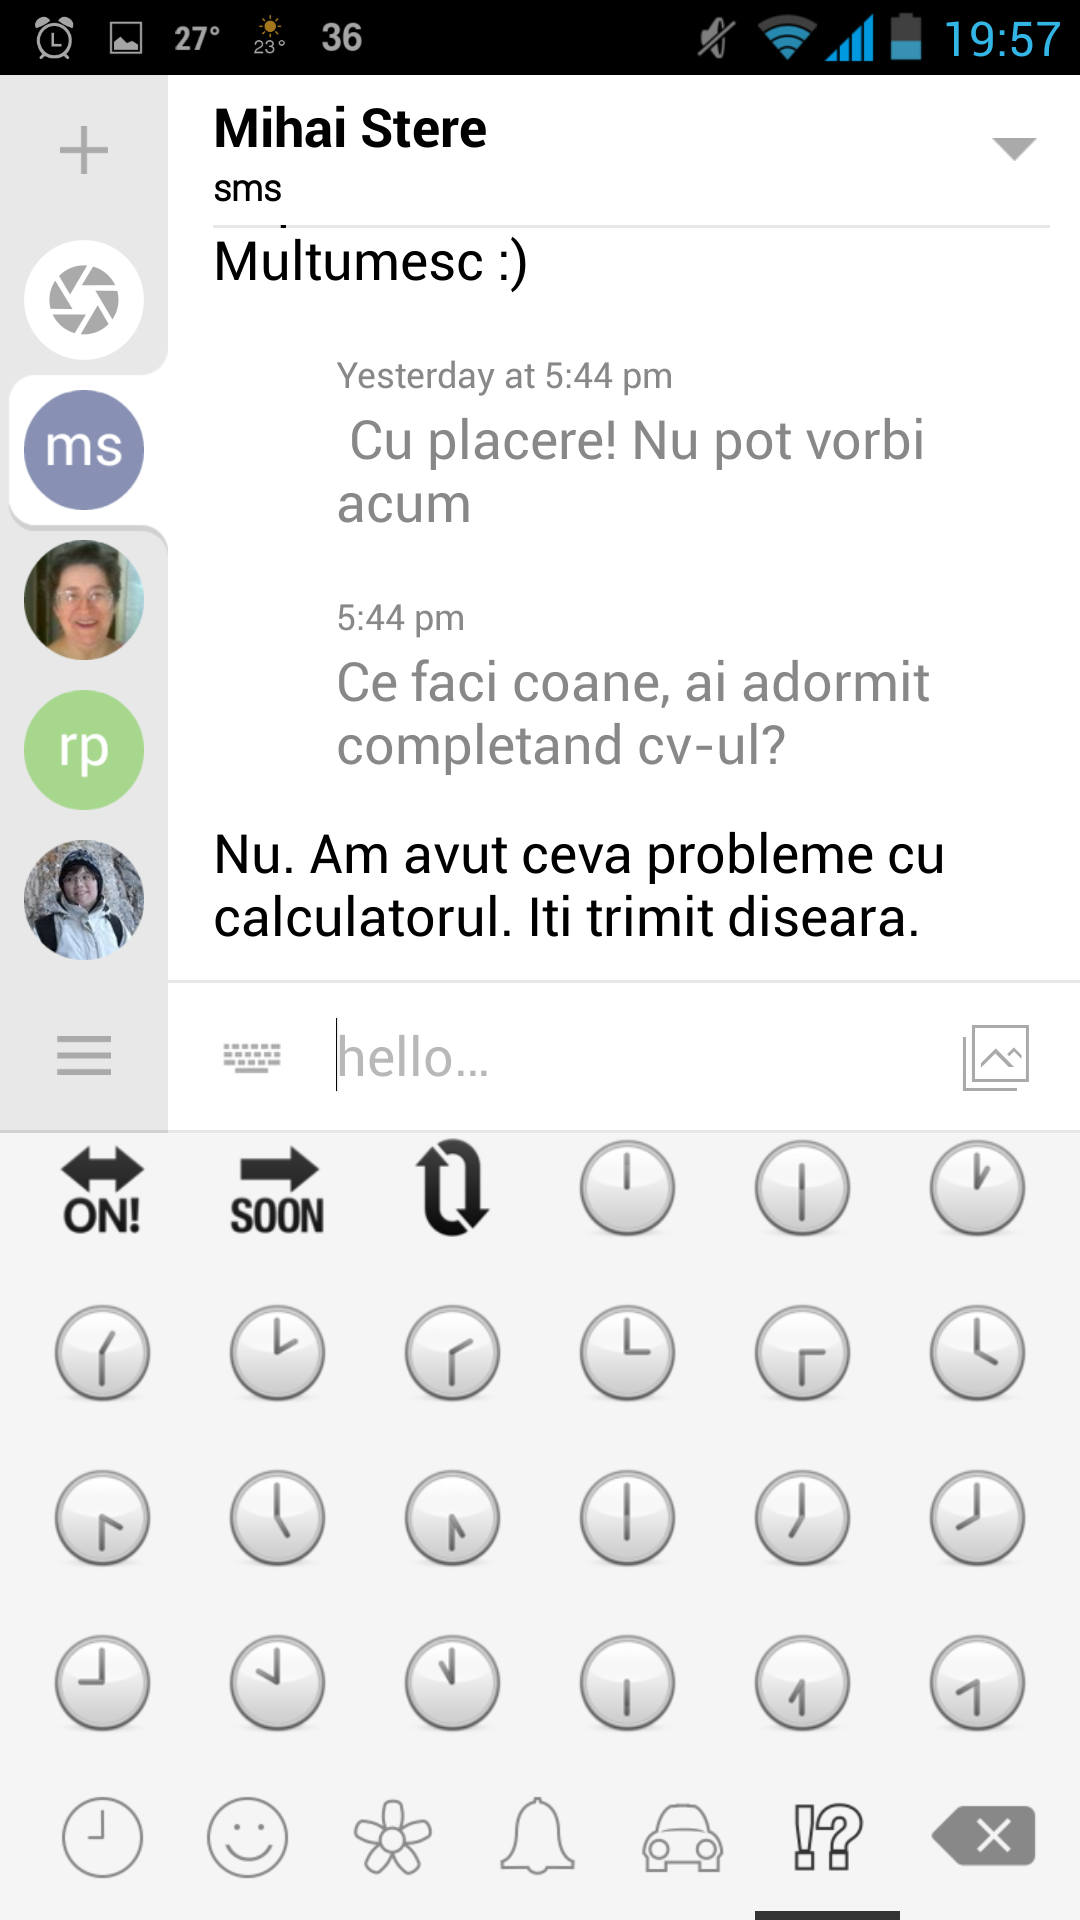 27° 23° 36 19:57
Mihai Stere
sms
Multumesc :)
Yesterday at 5:44 pm
Cu placere! Nu pot vorbi
acum
5:44 pm
Ce faci coane, ai adormit
completand cv-ul?
Nu. Am avut ceva probleme cu
calculatorul. Iti trimit diseara.
ms
rp
hello...
ON! SOON
!?